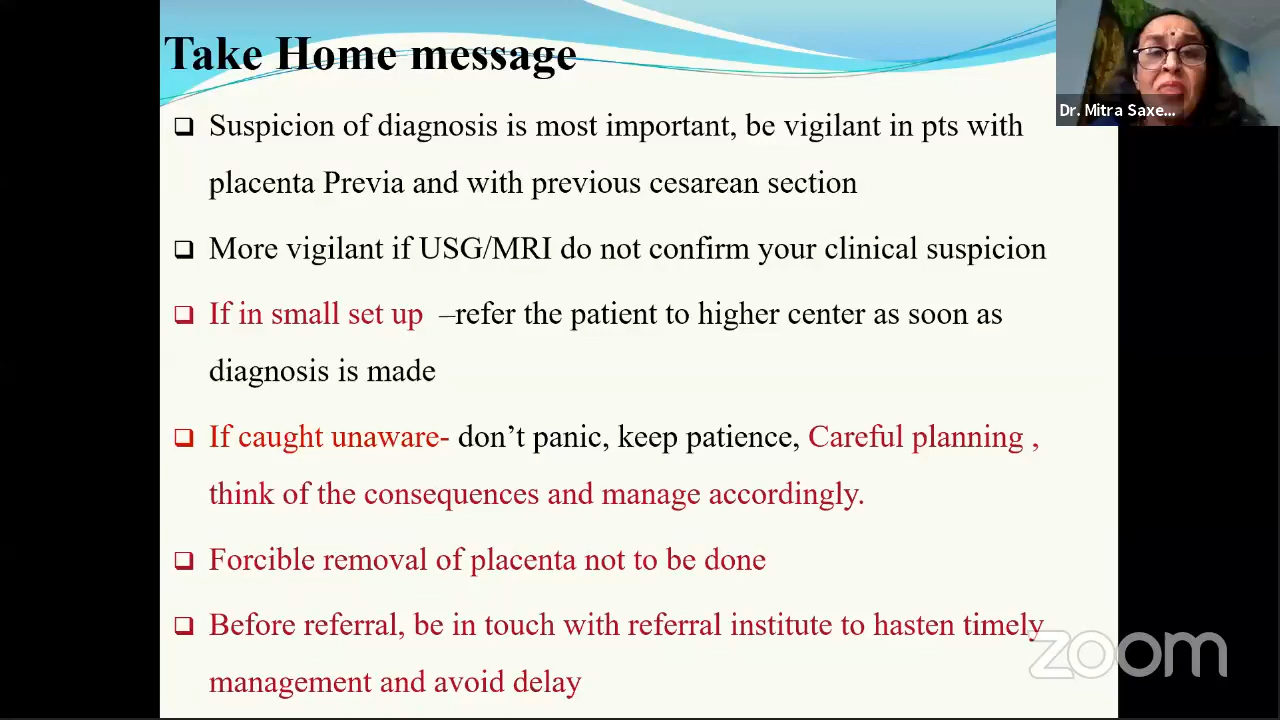 Take Home message
Dr. Mitra Saxe...
Suspicion of diagnosis is most important, be vigilant in pts with
placenta Previa and with previous cesarean section
More vigilant if USG/MRI do not confirm your clinical suspicion
If in small set up –refer the patient to higher center as soon as
diagnosis is made
If caught unaware- don’t panic, keep patience, Careful planning ,
think of the consequences and manage accordingly.
Forcible removal of placenta not to be done
Before referral, be in touch with referral institute to hasten timely
management and avoid delay
zoom